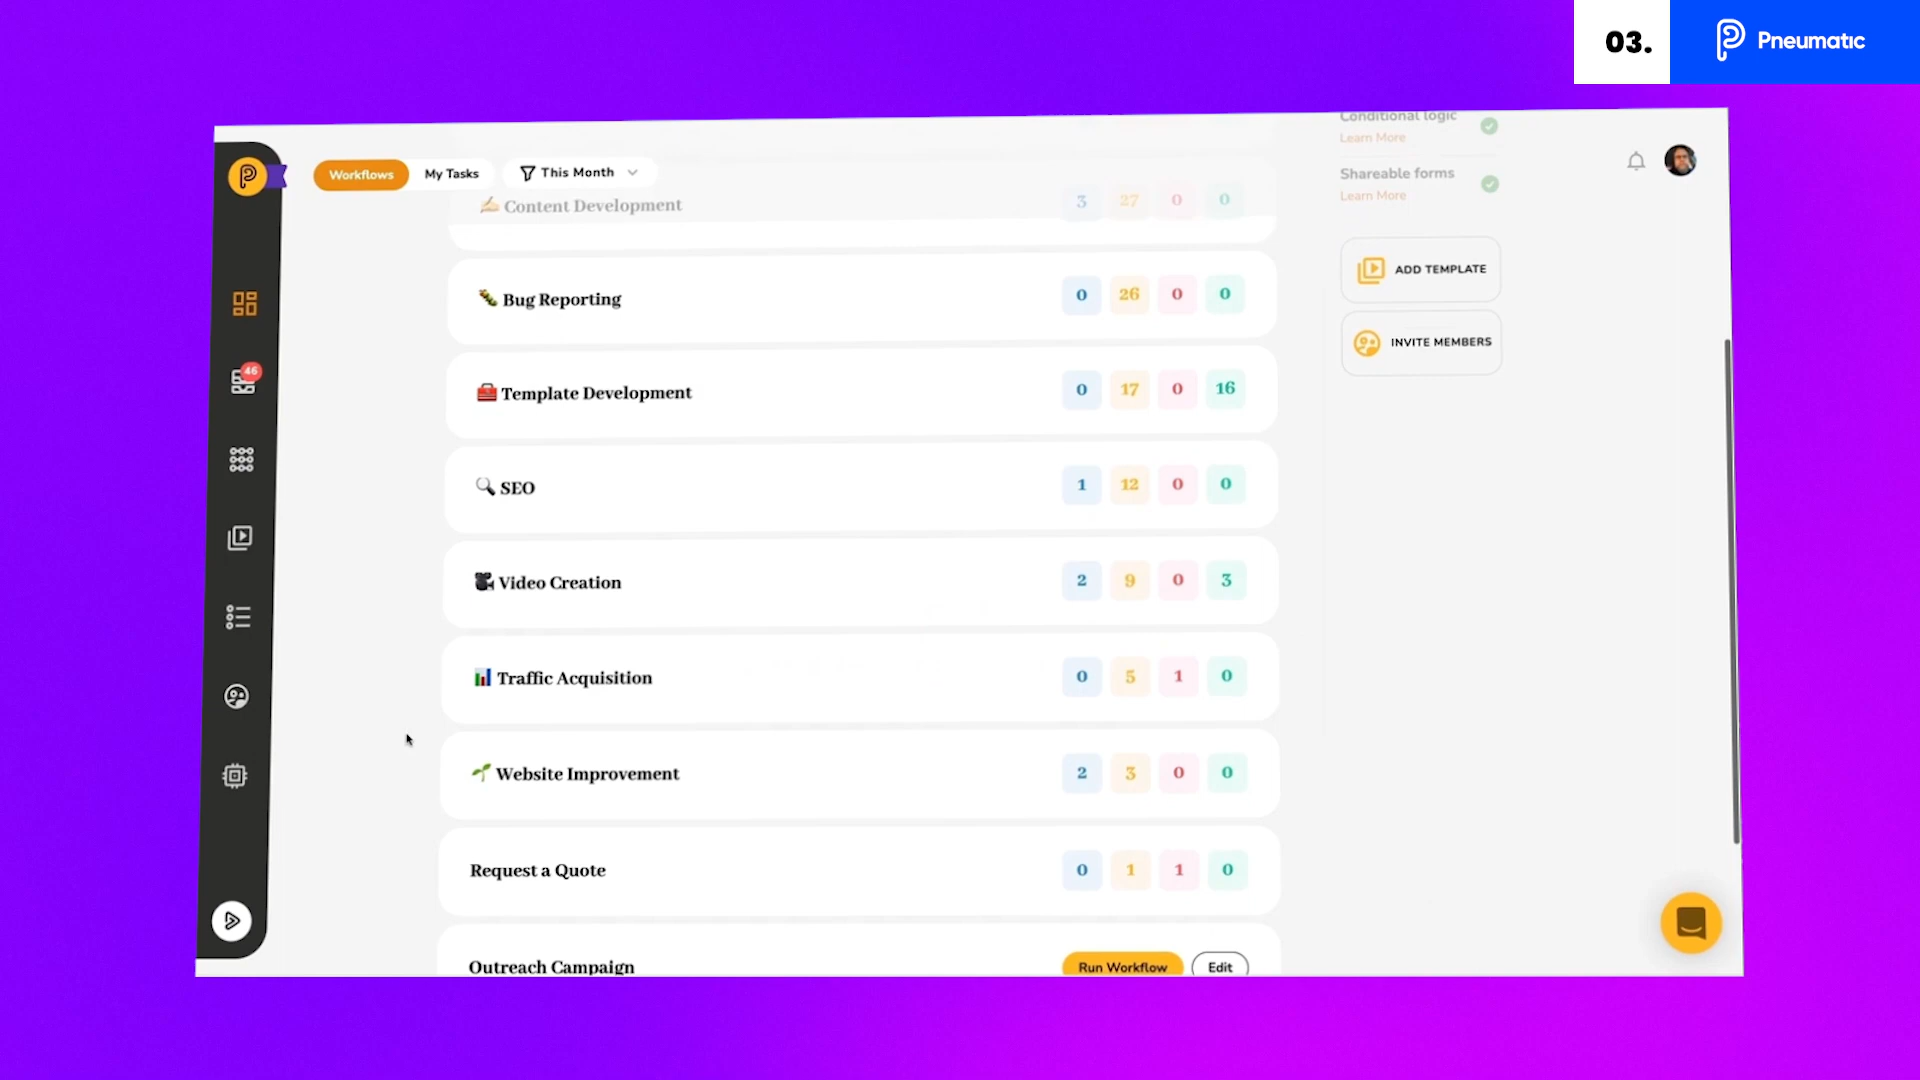 03.
Pneumatic
Conditional logic
Learn More
Workflows
My Tasks
This Month
Shareable forms
Learn More
Content Development 3 27 0 0
Bug Reporting 0 26 0 0
ADD TEMPLATE
INVITE MEMBERS
46
Template Development 0 17 0 16
SEO 1 12 0 0
Video Creation 2 9 0 3
Traffic Acquisition 0 5 1 0
Website Improvement 2 3 0 0
Request a Quote 0 1 1 0
Outreach Campaign
Run Workflow
Edit